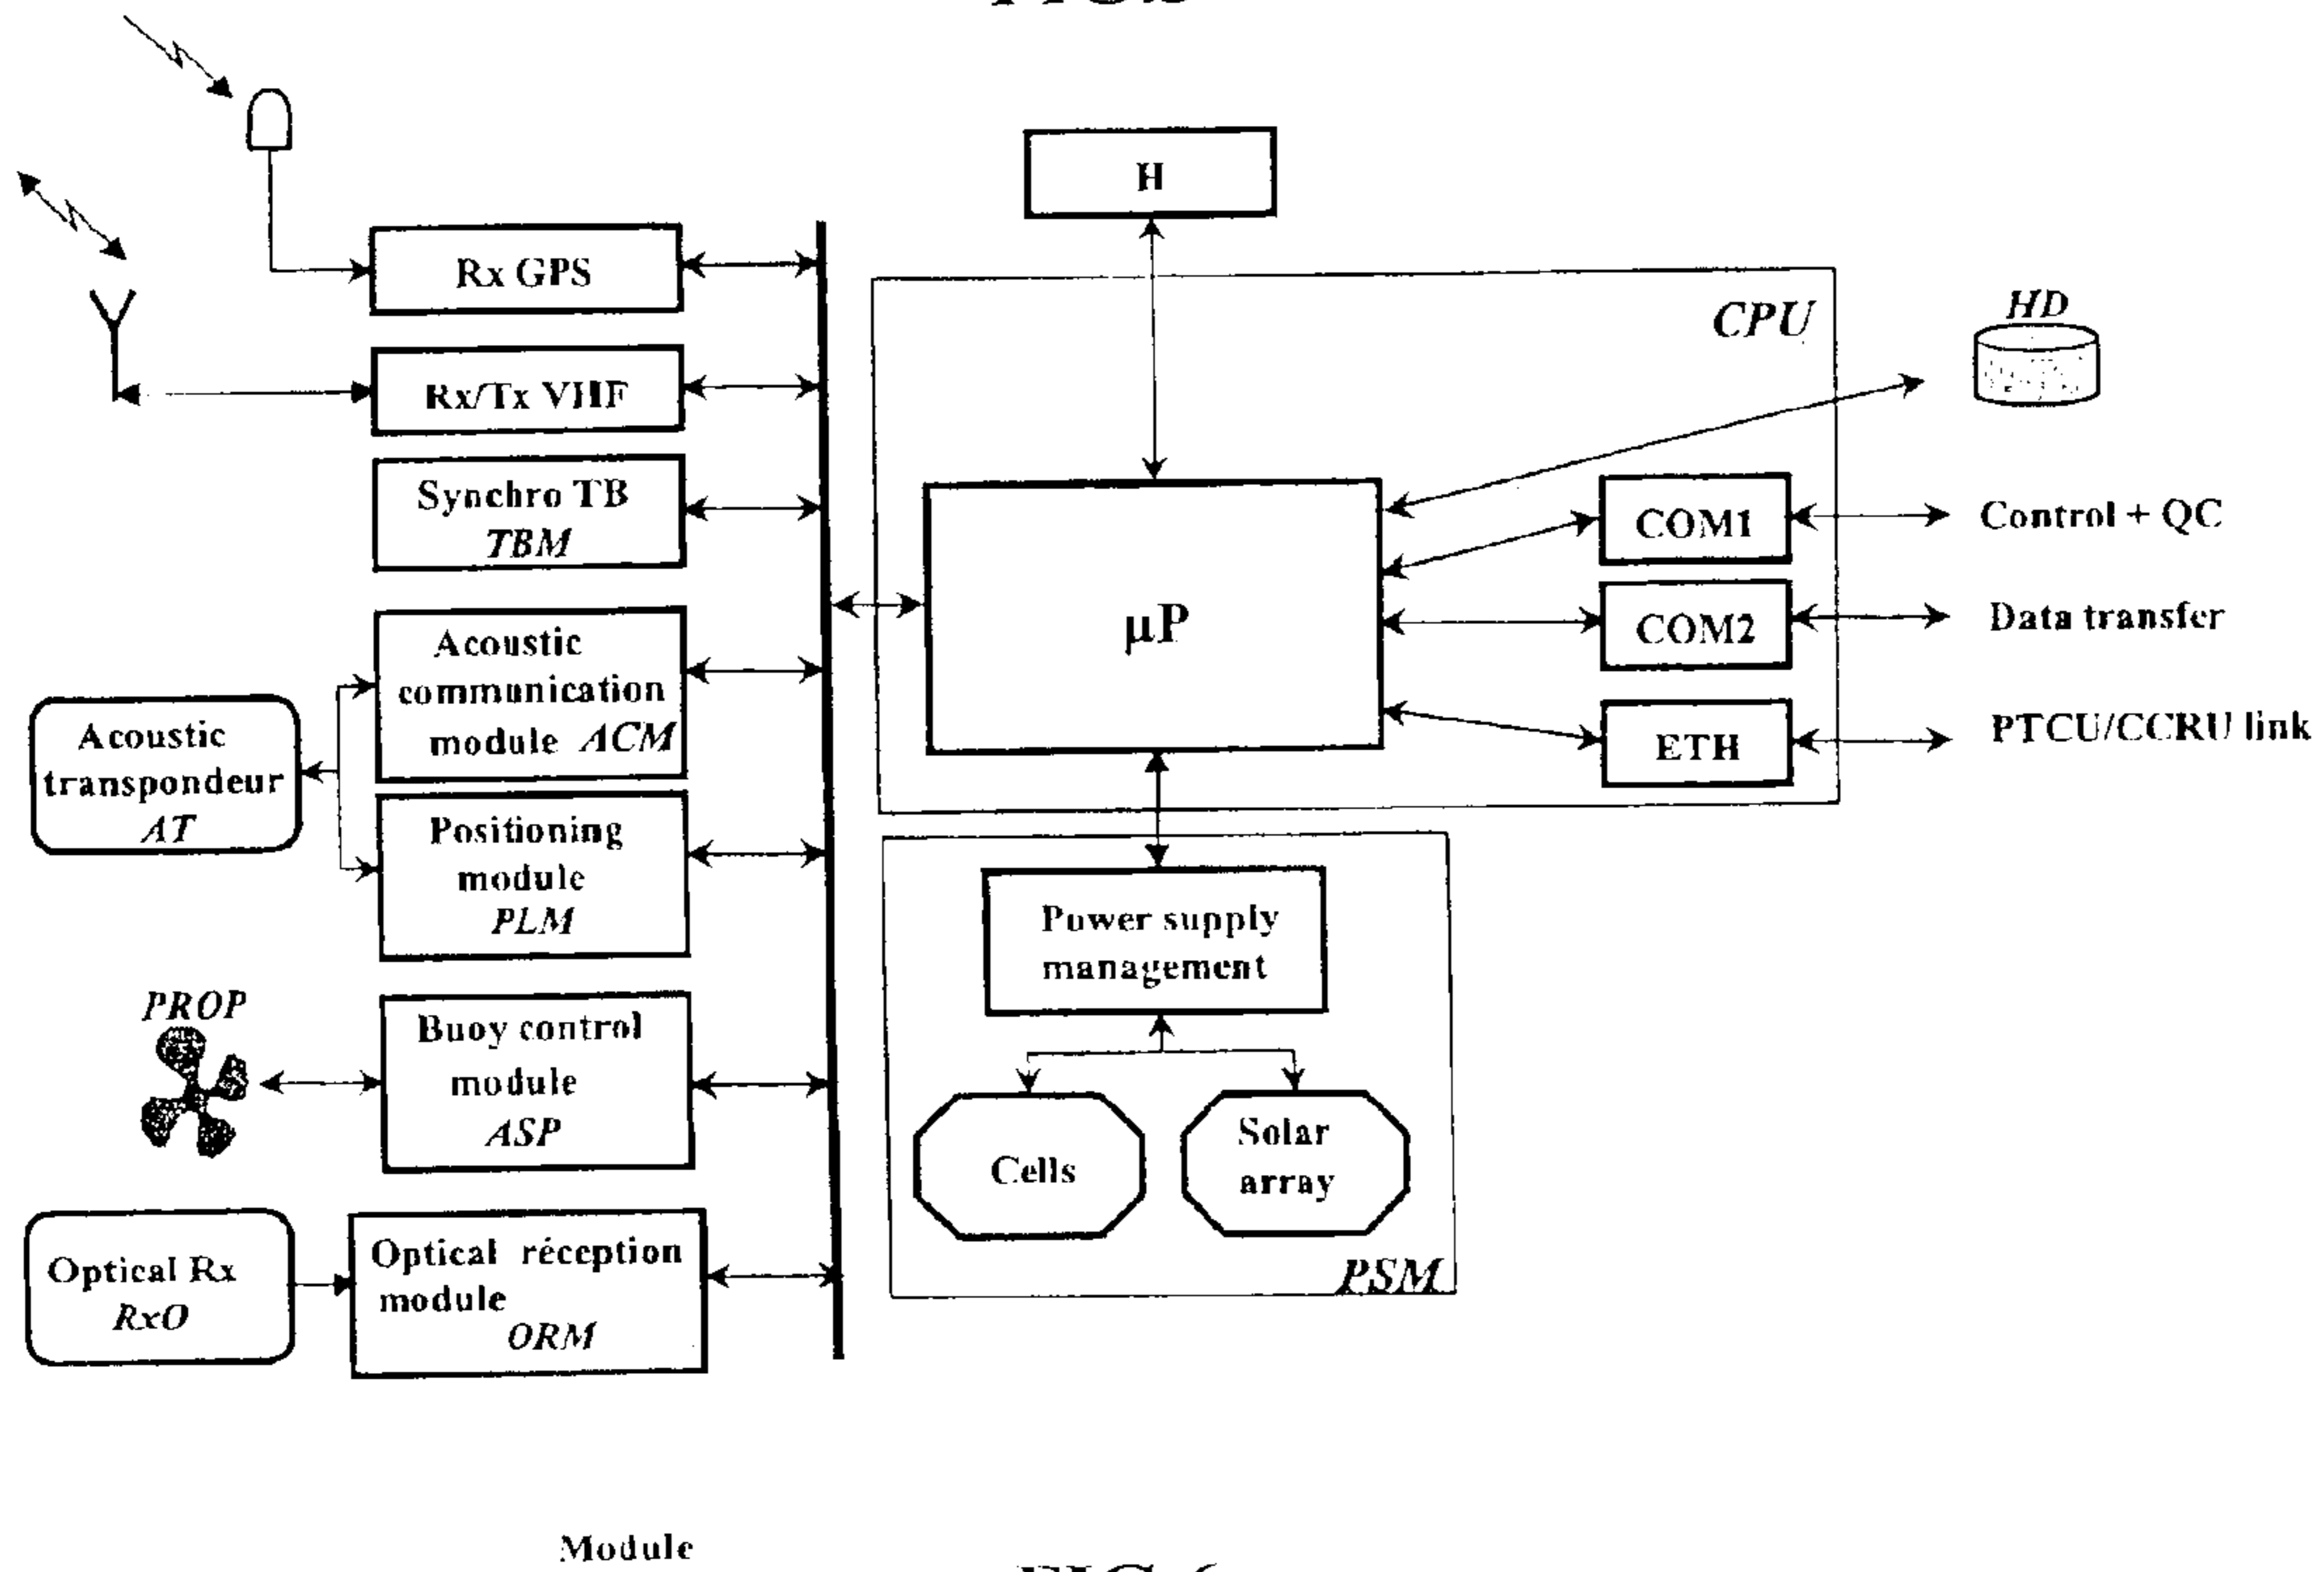 H
Rx GPS
CPU
HD
Rx/Tx VHF
Synchro TB
TBM
COM1
Control + QC
µP
COM2
Data transfer
Acoustic
communication
module ACM
ETH
PTCU/CCRU link
Acoustic
transpondeur
AT
Positioning
module
PLM
Power supply
management
PROP
Buoy control
module
ASP
Cells
Solar
array
PSM
Optical Rx
RxO
Optical réception
module
ORM
Module